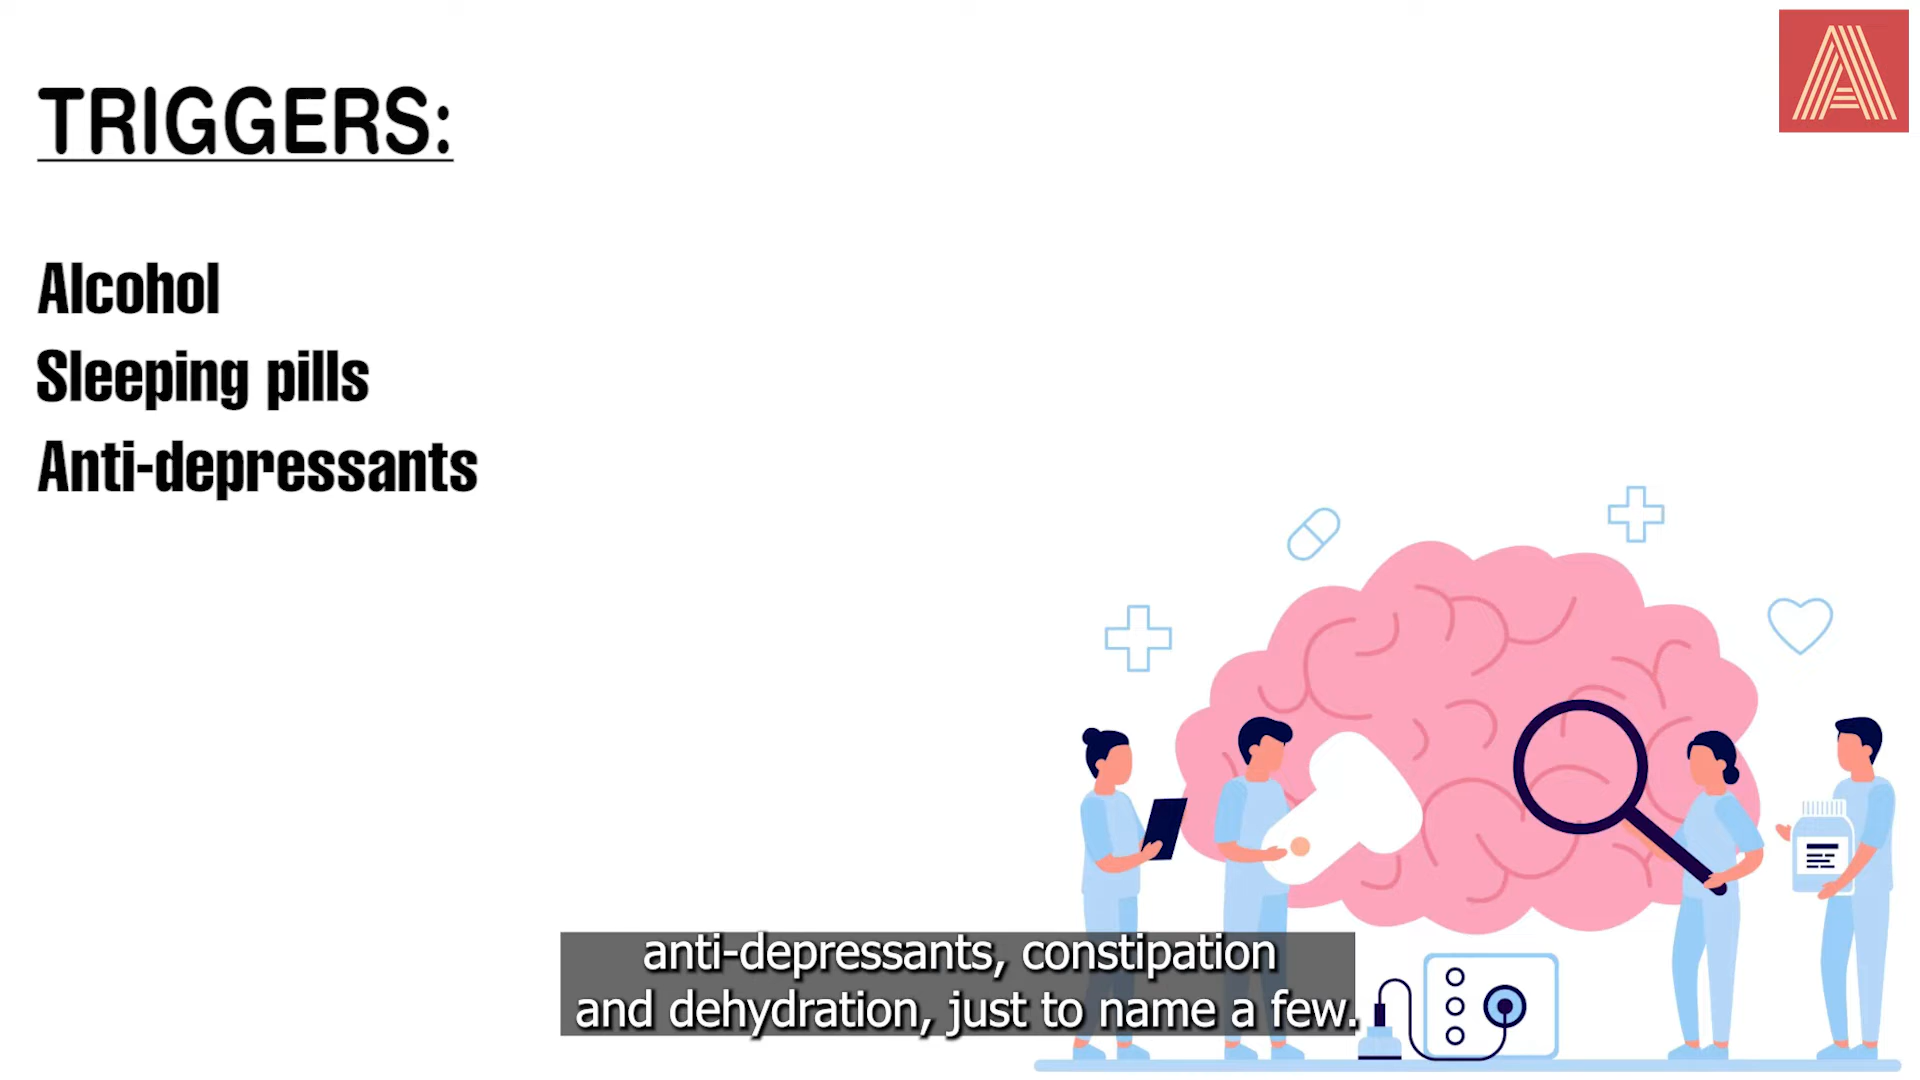 TRIGGERS:
Alcohol
Sleeping pills
Anti-depressants
anti-depressants, constipation
and dehydration, just to name a few.
A